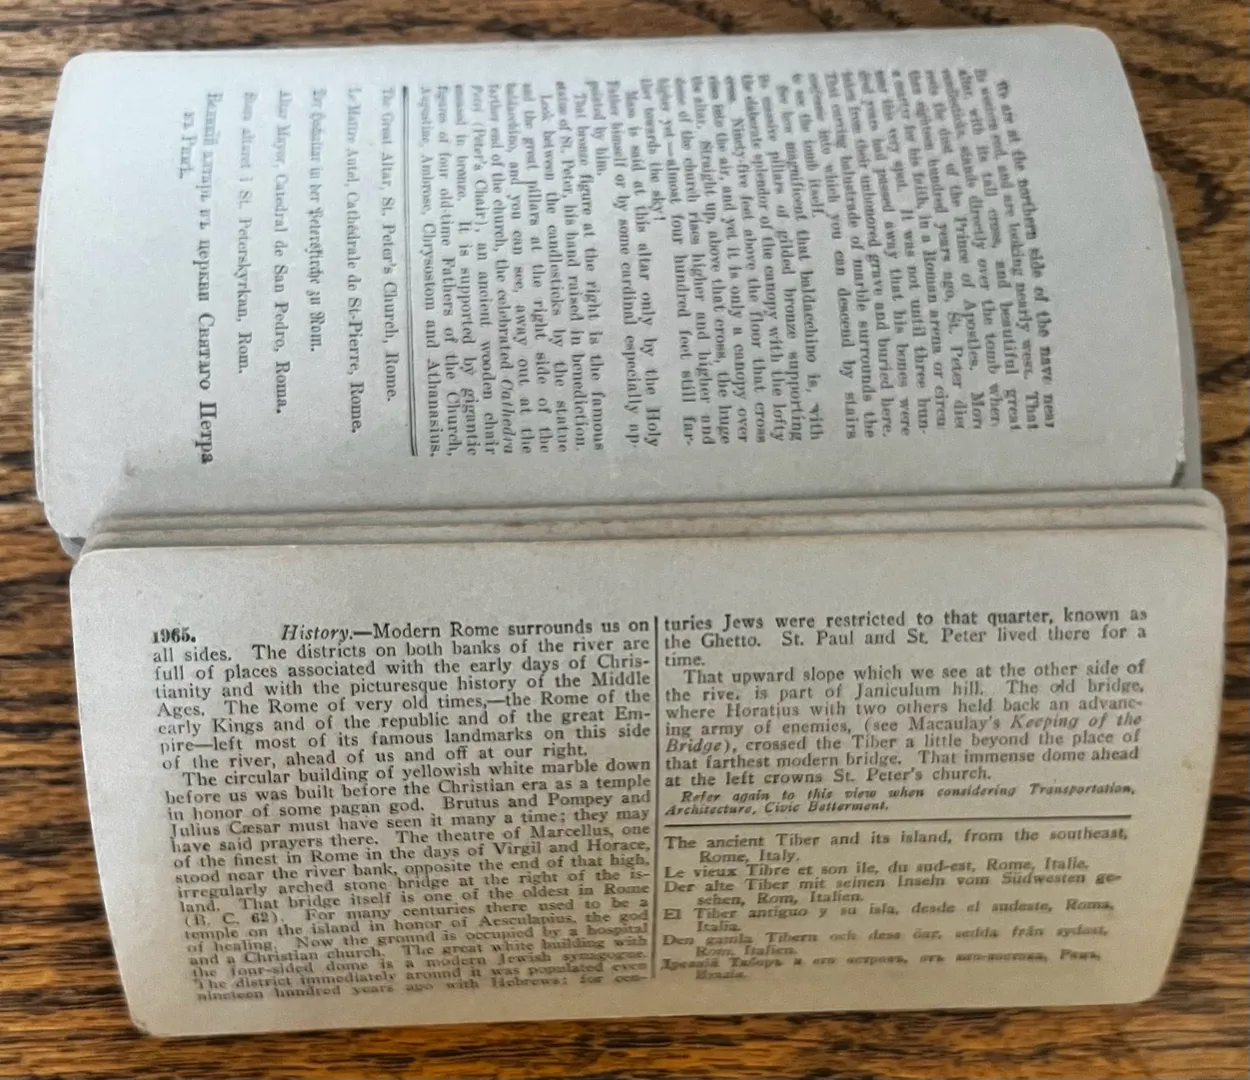 We are at the northern side of the nave near
its western end, and are looking nearly west. That
altar, with its tall cross, and beautiful great
candlesticks, stands directly over the tomb where
rests the dust of the Prince of Apostles. More
than eighteen hundred years ago, St. Peter died
a martyr for his faith, in a Roman arena or circus
near this very spot. It was not until three hun-
dred years had passed away that his bones were
taken from their unhonored grave and buried here.
That curving balustrade of marble surrounds the
into which you can descend by stairs
to the tomb itself.
See how magnificent that baldacchino is, with
its massive pillars of gilded bronze supporting
the elaborate splendor of the canopy with the lofty
cross. Ninety-five feet above the floor that cross
rises into the air, and yet it is only a canopy over
the altar. Straight up, above that cross, the huge
dome of the church rises higher and higher and
higher yet—almost four hundred feet still far-
ther towards the sky!
Mass is said at this altar only by the Holy
Father himself or by some cardinal especially ap-
pointed by him.
That bronze figure at the right is the famous
statue of St. Peter, his hand raised in benediction.
Look between the candlesticks by the statue
and the great pillars at the right side of the
baldacchino, and you can see, away out at the
farther end of the church, the celebrated Cathedra
Petri (Peter's Chair), an ancient wooden chair
encased in bronze. It is supported by gigantic
figures of four old-time Fathers of the Church,
Augustine, Ambrose, Chrysostom and Athanasius.
The Great Altar, St. Peter's Church, Rome.
Le Maître Autel, Cathédrale de St-Pierre, Rome.
Der Hochaltar in der Peterskirche zu Rom.
Altar Mayor, Catedral de San Pedro, Roma.
Stora altaret i St. Peterskyrkan, Rom.
Великій алтарь въ церкви Святаго Петра
въ Римѣ.
1965. History.—Modern Rome surrounds us on
all sides. The districts on both banks of the river are
full of places associated with the early days of Chris-
tianity and with the picturesque history of the Middle
Ages. The Rome of very old times,—the Rome of the
early Kings and of the republic and of the great Em-
pire—left most of its famous landmarks on this side
of the river, ahead of us and off at our right.
The circular building of yellowish white marble down
before us was built before the Christian era as a temple
in honor of some pagan god. Brutus and Pompey and
Julius Cæsar must have seen it many a time; they may
have said prayers there. The theatre of Marcellus, one
of the finest in Rome in the days of Virgil and Horace,
stood near the river bank, opposite the end of that high,
irregularly arched stone bridge at the right of the is-
land. That bridge itself is one of the oldest in Rome
(B. C. 62). For many centuries there used to be a
temple on the island in honor of Aesculapius, the god
of healing. Now the ground is occupied by a hospital
and a Christian church. The great white building with
the four-sided dome is a modern Jewish synagogue.
The district immediately around it was populated even
nineteen hundred years ago with Hebrews; for cen-
turies Jews were restricted to that quarter, known as
the Ghetto. St. Paul and St. Peter lived there for a
time.
That upward slope which we see at the other side of
the rive. is part of Janiculum hill. The old bridge,
where Horatius with two others held back an advanc-
ing army of enemies, (see Macaulay's Keeping of the
Bridge), crossed the Tiber a little beyond the place of
that farthest modern bridge. That immense dome ahead
at the left crowns St. Peter's church.
Refer again to this view when considering Transportation,
Architecture, Civic Betterment.
The ancient Tiber and its island, from the southeast,
Rome, Italy.
Le vieux Tibre et son ile, du sud-est, Rome, Italie.
Der alte Tiber mit seinen Inseln vom Südwesten ge-
sehen, Rom, Italien.
El Tiber antiguo y su isla, desde el sudeste, Roma,
Italia.
Den gamla Tibern och dess öar, sedda från sydost,
Rom, Italien.
Древній Тибръ и его островъ, отъ юго-востока, Римъ,